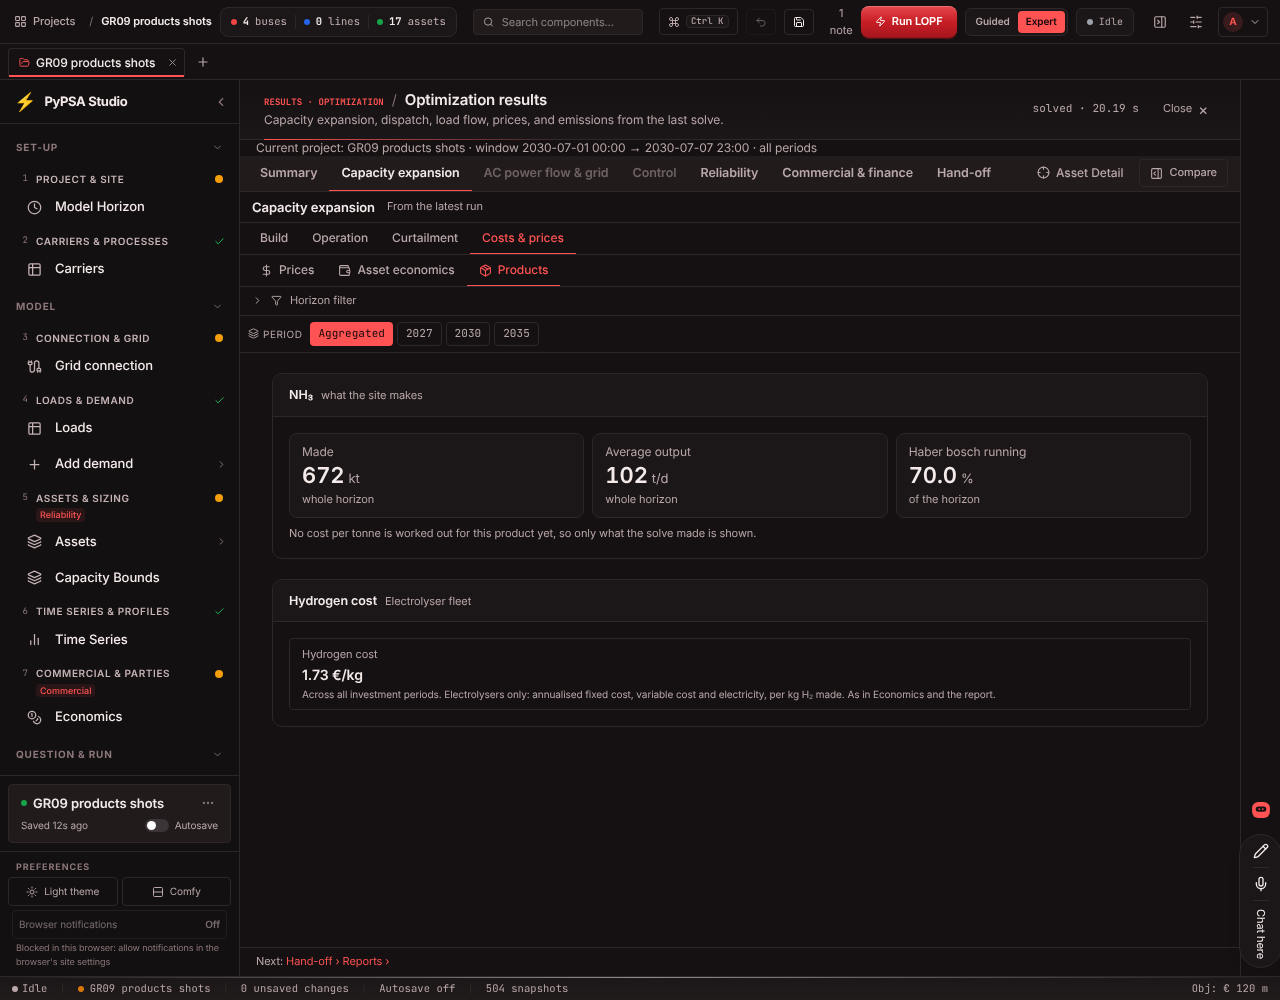 Projects / GR09 products shots
4 buses
0 lines
17 assets
Search components...
⌘ Ctrl K
1 note
Run LOPF
Guided
Expert
Idle
A
GR09 products shots
PyPSA Studio
SET-UP
1 PROJECT & SITE
Model Horizon
2 CARRIERS & PROCESSES
Carriers
MODEL
3 CONNECTION & GRID
Grid connection
4 LOADS & DEMAND
Loads
Add demand
5 ASSETS & SIZING
Reliability
Assets
Capacity Bounds
6 TIME SERIES & PROFILES
Time Series
7 COMMERCIAL & PARTIES
Commercial
Economics
QUESTION & RUN
GR09 products shots
Saved 12s ago
Autosave
PREFERENCES
Light theme
Comfy
Browser notifications Off
Blocked in this browser: allow notifications in the
browser's site settings
RESULTS · OPTIMIZATION / Optimization results
Capacity expansion, dispatch, load flow, prices, and emissions from the last solve.
solved · 20.19 s
Close ×
Current project: GR09 products shots · window 2030-07-01 00:00 → 2030-07-07 23:00 · all periods
Summary
Capacity expansion
AC power flow & grid
Control
Reliability
Commercial & finance
Hand-off
Asset Detail
Compare
Capacity expansion From the latest run
Build
Operation
Curtailment
Costs & prices
Prices
Asset economics
Products
Horizon filter
PERIOD
Aggregated
2027
2030
2035
NH₃ what the site makes
Made
672 kt
whole horizon
Average output
102 t/d
whole horizon
Haber bosch running
70.0 %
of the horizon
No cost per tonne is worked out for this product yet, so only what the solve made is shown.
Hydrogen cost Electrolyser fleet
Hydrogen cost
1.73 €/kg
Across all investment periods. Electrolysers only: annualised fixed cost, variable cost and electricity, per kg H₂ made. As in Economics and the report.
Chat here
Next: Hand-off › Reports ›
Idle
GR09 products shots
0 unsaved changes
Autosave off
504 snapshots
Obj: € 120 m